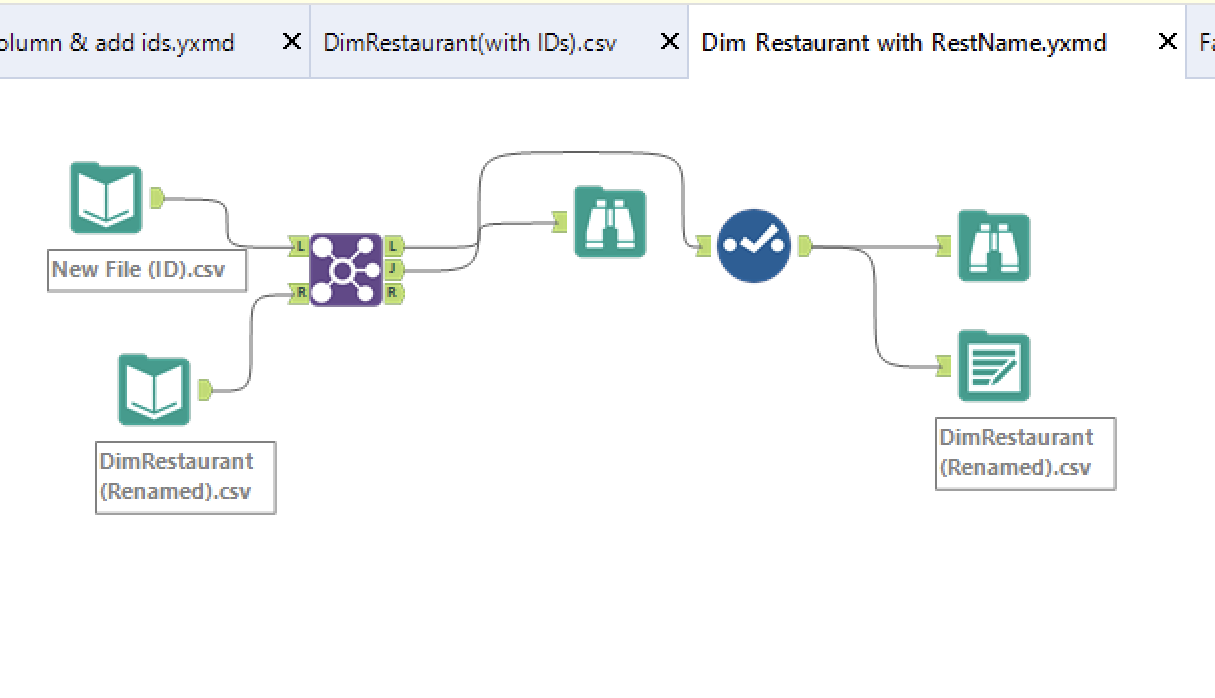 olumn & add ids.yxmd
DimRestaurant(with IDs).csv
Dim Restaurant with RestName.yxmd
Fa
New File (ID).csv
L
R
L
J
R
DimRestaurant
(Renamed).csv
DimRestaurant
(Renamed).csv